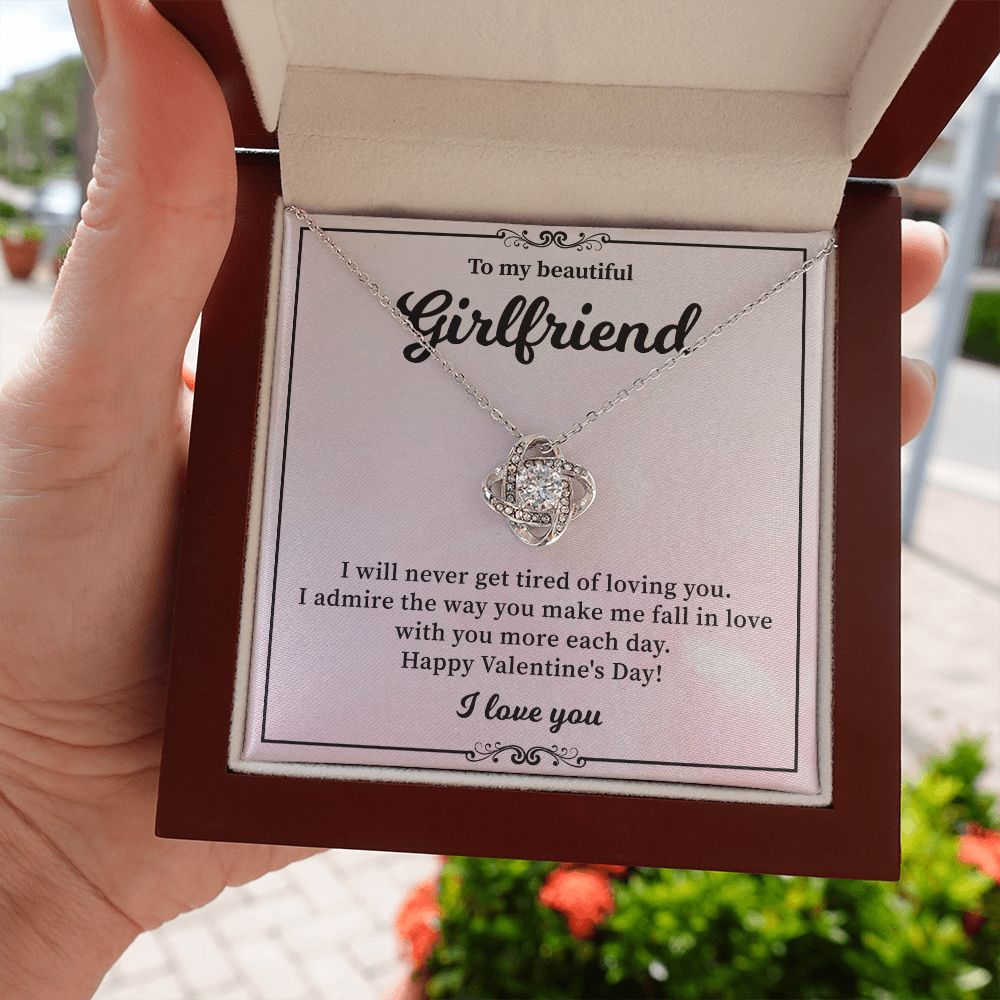 To my beautiful
Girlfriend
I will never get tired of loving you.
I admire the way you make me fall in love
with you more each day.
Happy Valentine's Day!
I love you